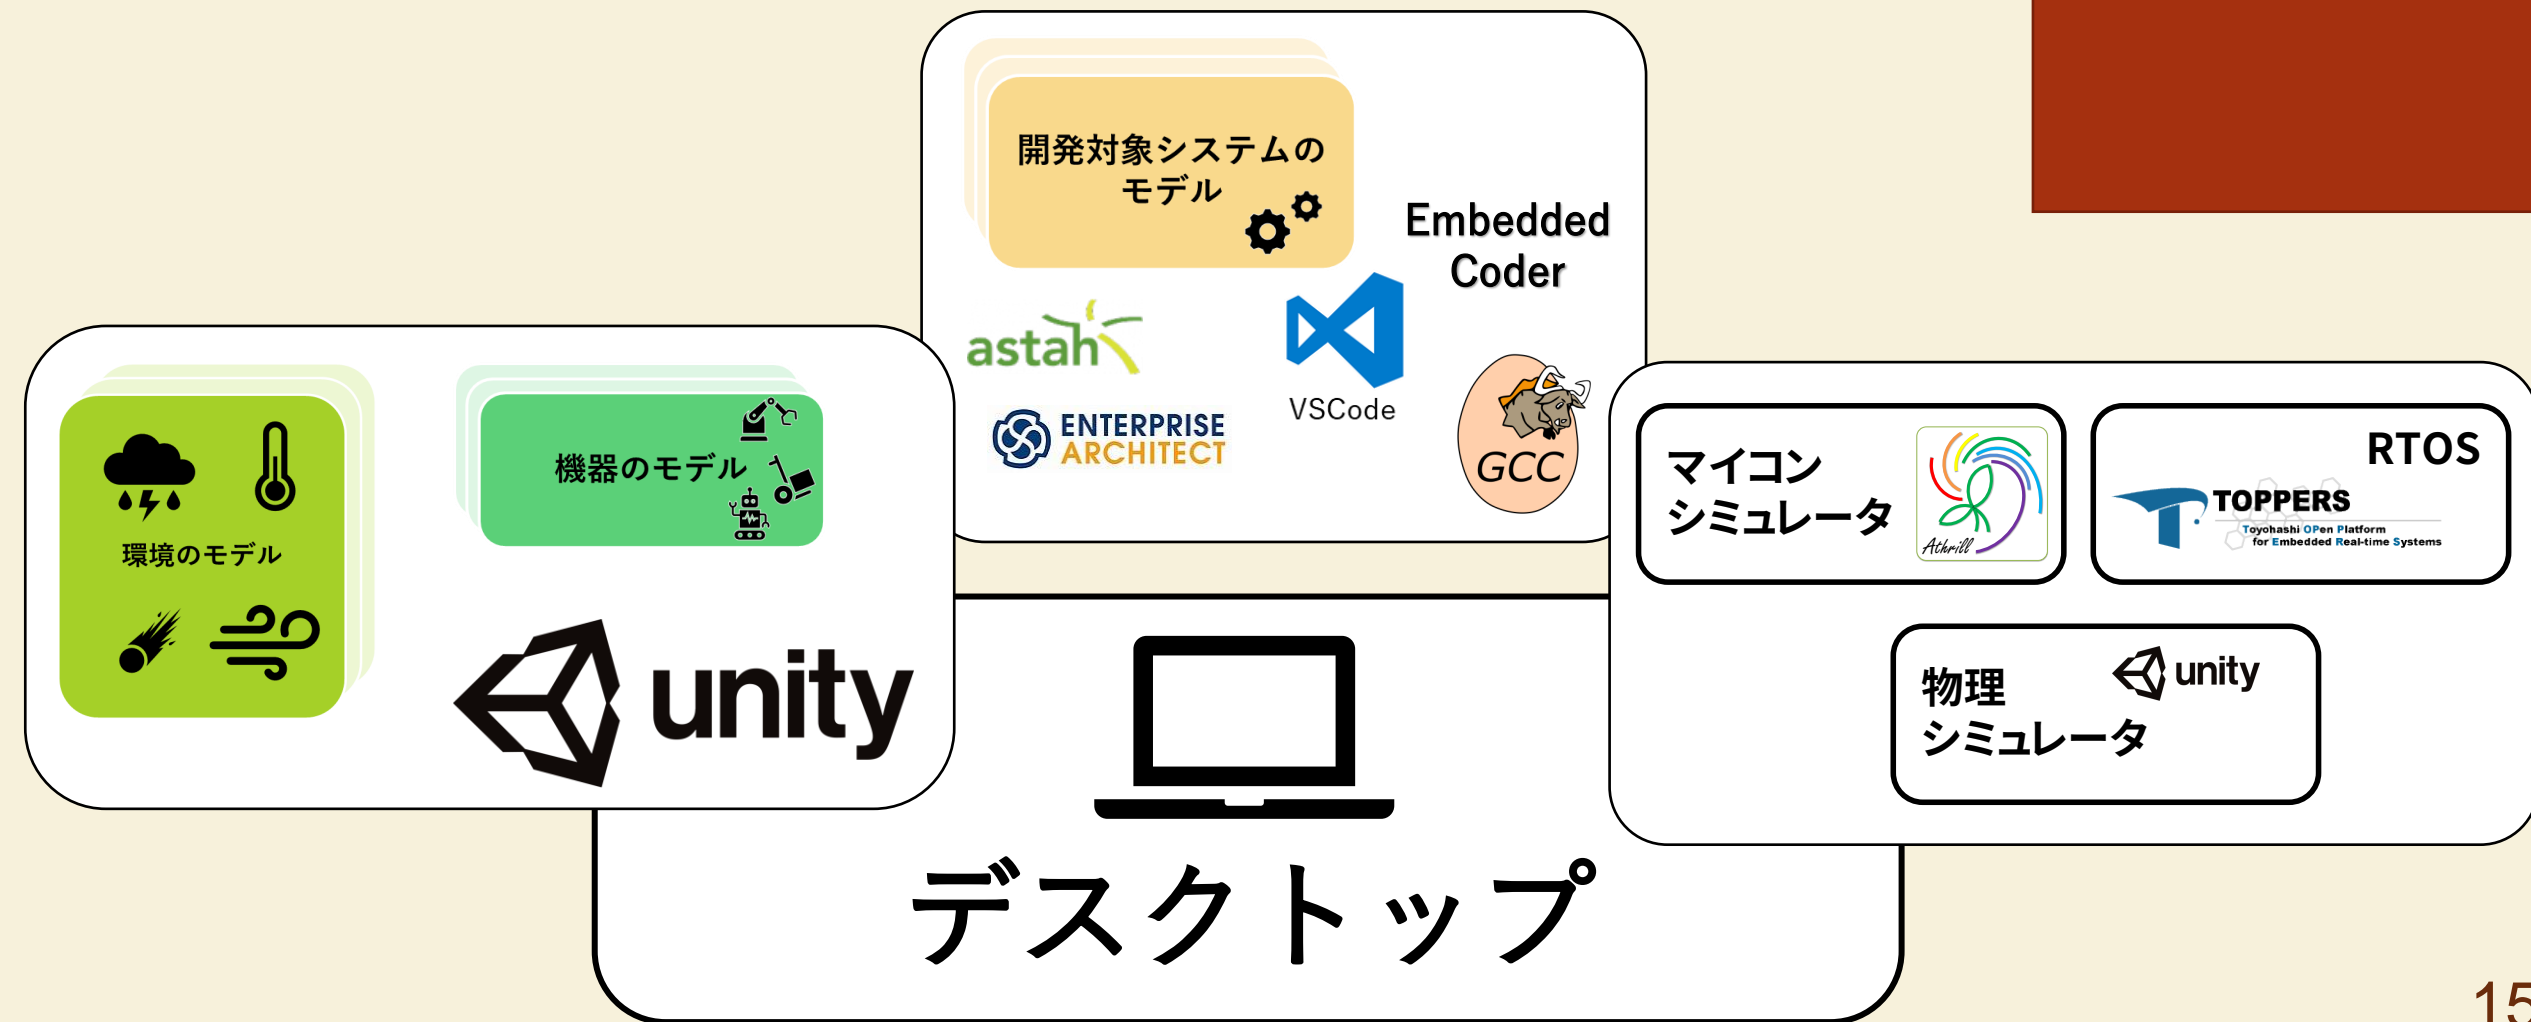 開発対象システムの
モデル
Embedded
Coder
astah
VSCode
ENTERPRISE
ARCHITECT
GCC
環境のモデル
機器のモデル
unity
マイコン
シミュレータ
Athrill
RTOS
TOPPERS
Toyohashi OPen Platform
for Embedded Real-time Systems
物理
シミュレータ
unity
デスクトップ
15